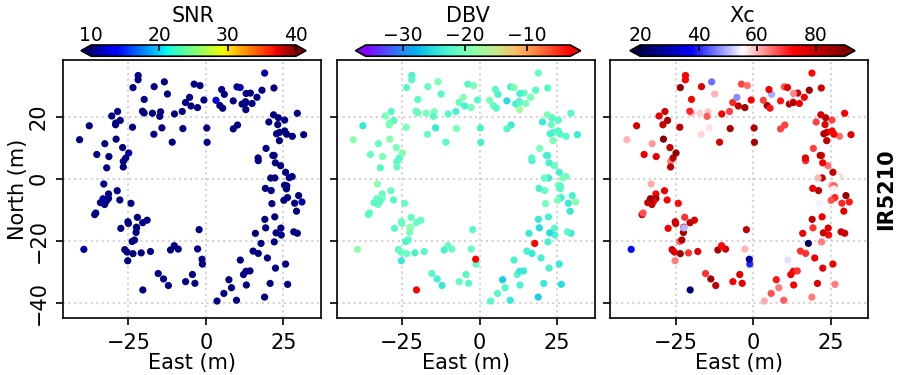 SNR DBV Xc
10 20 30 40 −30 −20 −10 20 40 60 80
North (m)
20
0
−20
−40
IR5210
−25 0 25 −25 0 25 −25 0 25
East (m) East (m) East (m)